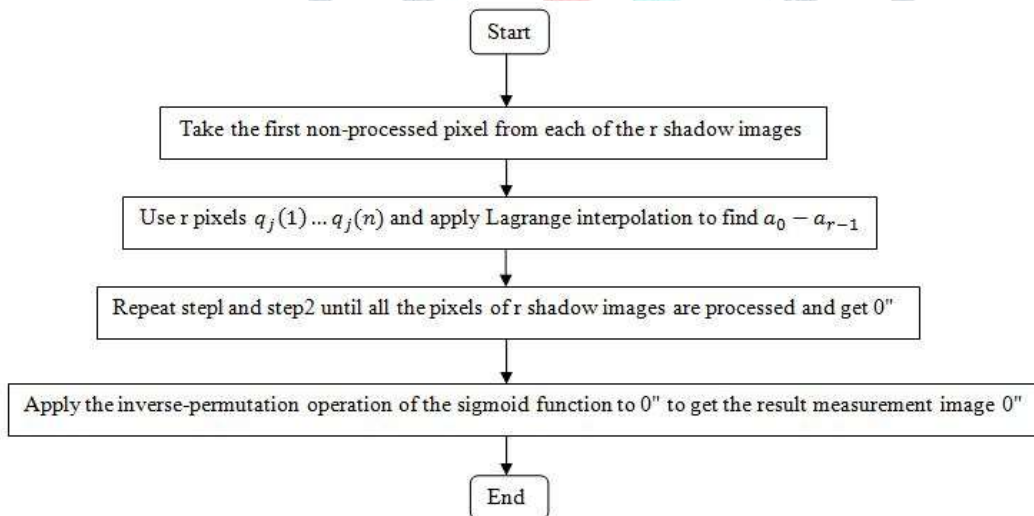 Start
Take the first non-processed pixel from each of the r shadow images
Use r pixels q_j(1) … q_j(n) and apply Lagrange interpolation to find a_0 − a_{r−1}
Repeat step1 and step2 until all the pixels of r shadow images are processed and get 0"
Apply the inverse-permutation operation of the sigmoid function to 0" to get the result measurement image 0"
End